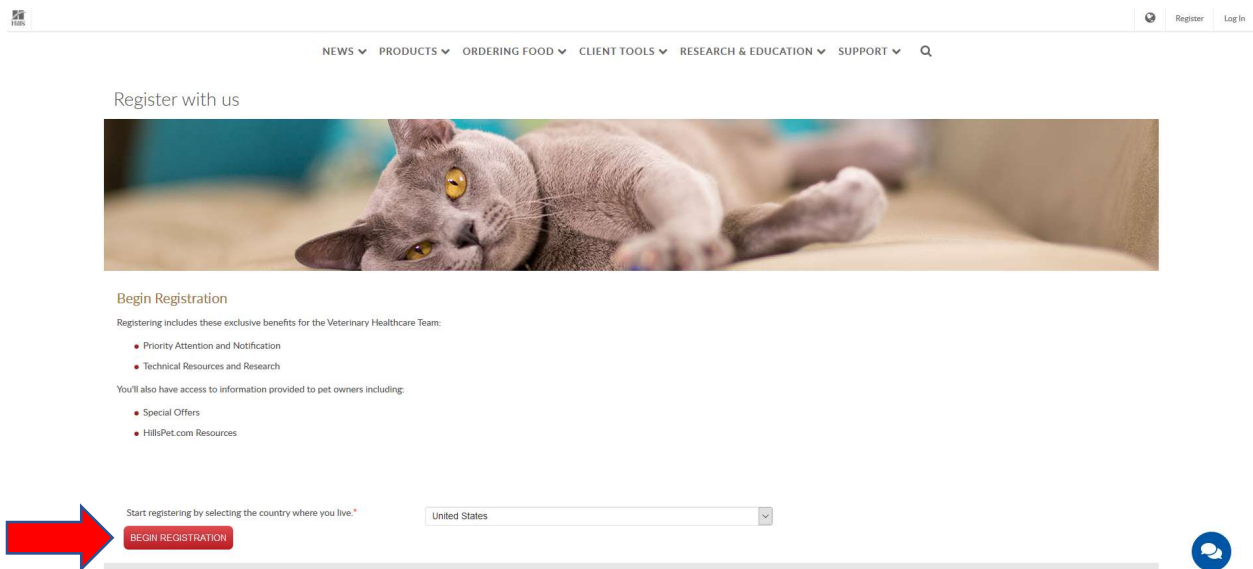 Hill's
Register Log In
NEWS PRODUCTS ORDERING FOOD CLIENT TOOLS RESEARCH & EDUCATION SUPPORT
Register with us
Begin Registration
Registering includes these exclusive benefits for the Veterinary Healthcare Team:
• Priority Attention and Notification
• Technical Resources and Research
You'll also have access to information provided to pet owners including:
• Special Offers
• HillsPet.com Resources
Start registering by selecting the country where you live.* United States
BEGIN REGISTRATION